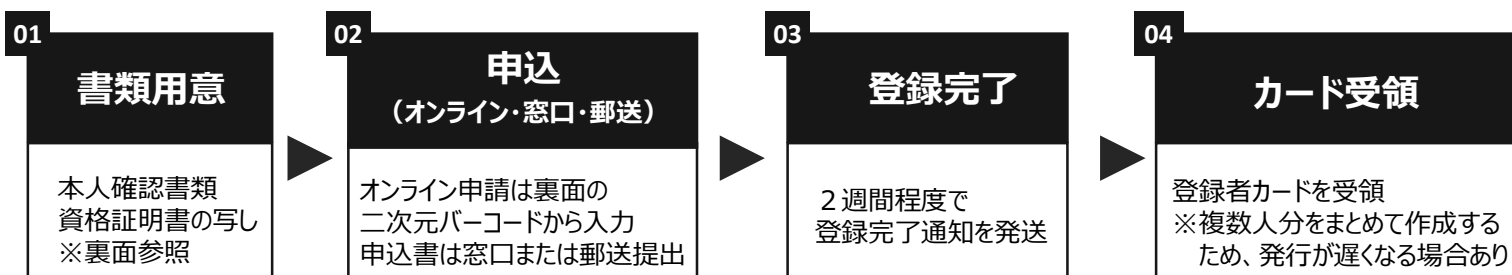 01
書類用意
本人確認書類
資格証明書の写し
※裏面参照
02
申込
(オンライン・窓口・郵送)
オンライン申請は裏面の
二次元バーコードから入力
申込書は窓口または郵送提出
03
登録完了
２週間程度で
登録完了通知を発送
04
カード受領
登録者カードを受領
※複数人分をまとめて作成する
ため、発行が遅くなる場合あり